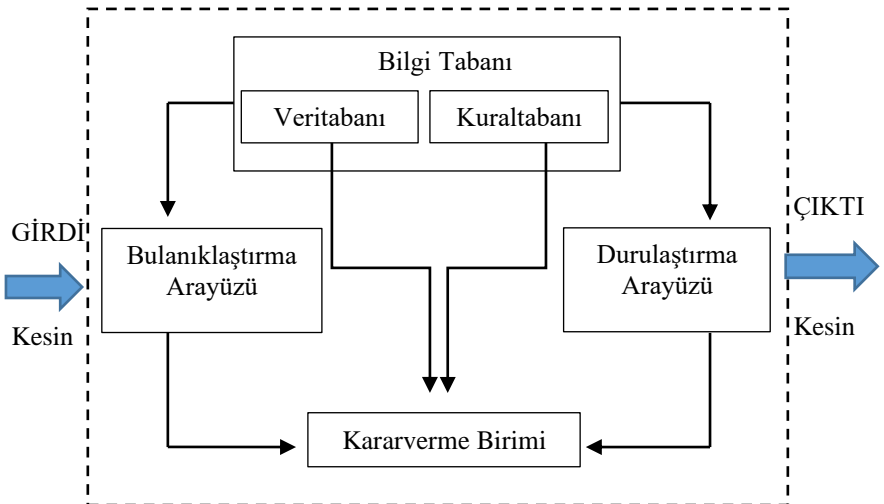 Bilgi Tabanı
Veritabanı
Kuraltabanı
GİRDİ
Kesin
Bulanıklaştırma
Arayüzü
Durulaştırma
Arayüzü
ÇIKTI
Kesin
Kararverme Birimi